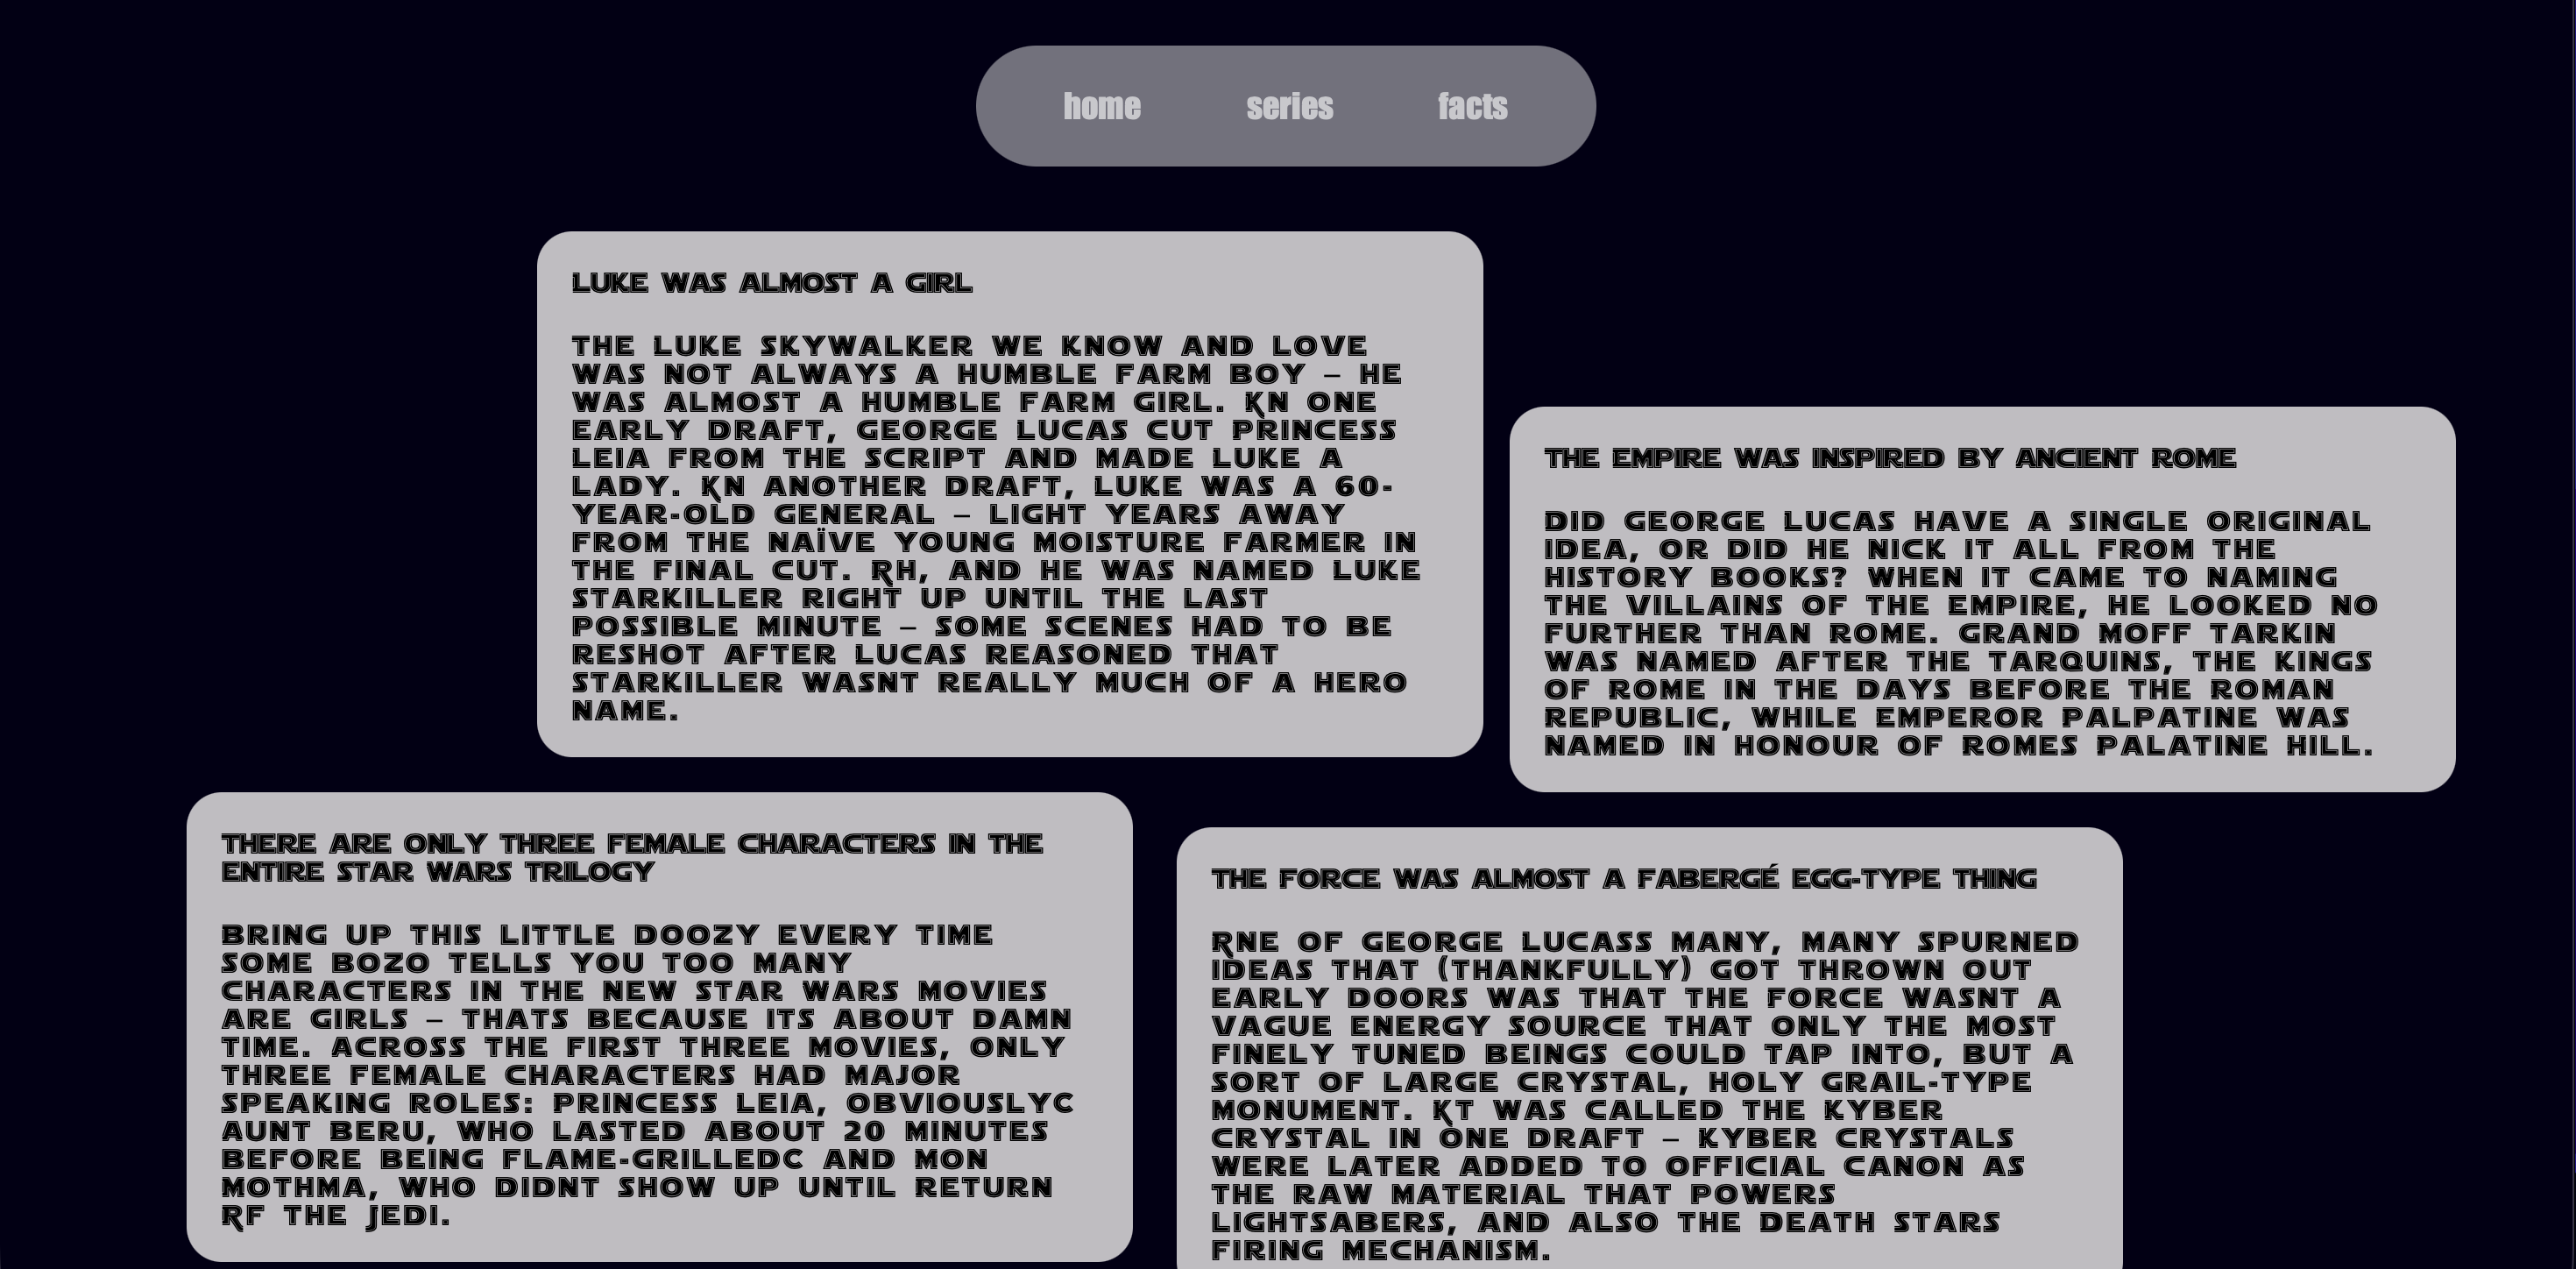 home series facts
LUKE WAS ALMOST A GIRL
THE LUKE SKYWALKER WE KNOW AND LOVE
WAS NOT ALWAYS A HUMBLE FARM BOY – HE
WAS ALMOST A HUMBLE FARM GIRL. KN ONE
EARLY DRAFT, GEORGE LUCAS CUT PRINCESS
LEIA FROM THE SCRIPT AND MADE LUKE A
LADY. KN ANOTHER DRAFT, LUKE WAS A 60-
YEAR-OLD GENERAL – LIGHT YEARS AWAY
FROM THE NAÏVE YOUNG MOISTURE FARMER IN
THE FINAL CUT. RH, AND HE WAS NAMED LUKE
STARKILLER RIGHT UP UNTIL THE LAST
POSSIBLE MINUTE – SOME SCENES HAD TO BE
RESHOT AFTER LUCAS REASONED THAT
STARKILLER WASNT REALLY MUCH OF A HERO
NAME.
THE EMPIRE WAS INSPIRED BY ANCIENT ROME
DID GEORGE LUCAS HAVE A SINGLE ORIGINAL
IDEA, OR DID HE NICK IT ALL FROM THE
HISTORY BOOKS? WHEN IT CAME TO NAMING
THE VILLAINS OF THE EMPIRE, HE LOOKED NO
FURTHER THAN ROME. GRAND MOFF TARKIN
WAS NAMED AFTER THE TARQUINS, THE KINGS
OF ROME IN THE DAYS BEFORE THE ROMAN
REPUBLIC, WHILE EMPEROR PALPATINE WAS
NAMED IN HONOUR OF ROMES PALATINE HILL.
THERE ARE ONLY THREE FEMALE CHARACTERS IN THE
ENTIRE STAR WARS TRILOGY
BRING UP THIS LITTLE DOOZY EVERY TIME
SOME BOZO TELLS YOU TOO MANY
CHARACTERS IN THE NEW STAR WARS MOVIES
ARE GIRLS – THATS BECAUSE ITS ABOUT DAMN
TIME. ACROSS THE FIRST THREE MOVIES, ONLY
THREE FEMALE CHARACTERS HAD MAJOR
SPEAKING ROLES: PRINCESS LEIA, OBVIOUSLYC
AUNT BERU, WHO LASTED ABOUT 20 MINUTES
BEFORE BEING FLAME-GRILLEDC AND MON
MOTHMA, WHO DIDNT SHOW UP UNTIL RETURN
RF THE JEDI.
THE FORCE WAS ALMOST A FABERGÉ EGG-TYPE THING
RNE OF GEORGE LUCASS MANY, MANY SPURNED
IDEAS THAT (THANKFULLY) GOT THROWN OUT
EARLY DOORS WAS THAT THE FORCE WASNT A
VAGUE ENERGY SOURCE THAT ONLY THE MOST
FINELY TUNED BEINGS COULD TAP INTO, BUT A
SORT OF LARGE CRYSTAL, HOLY GRAIL-TYPE
MONUMENT. KT WAS CALLED THE KYBER
CRYSTAL IN ONE DRAFT – KYBER CRYSTALS
WERE LATER ADDED TO OFFICIAL CANON AS
THE RAW MATERIAL THAT POWERS
LIGHTSABERS, AND ALSO THE DEATH STARS
FIRING MECHANISM.